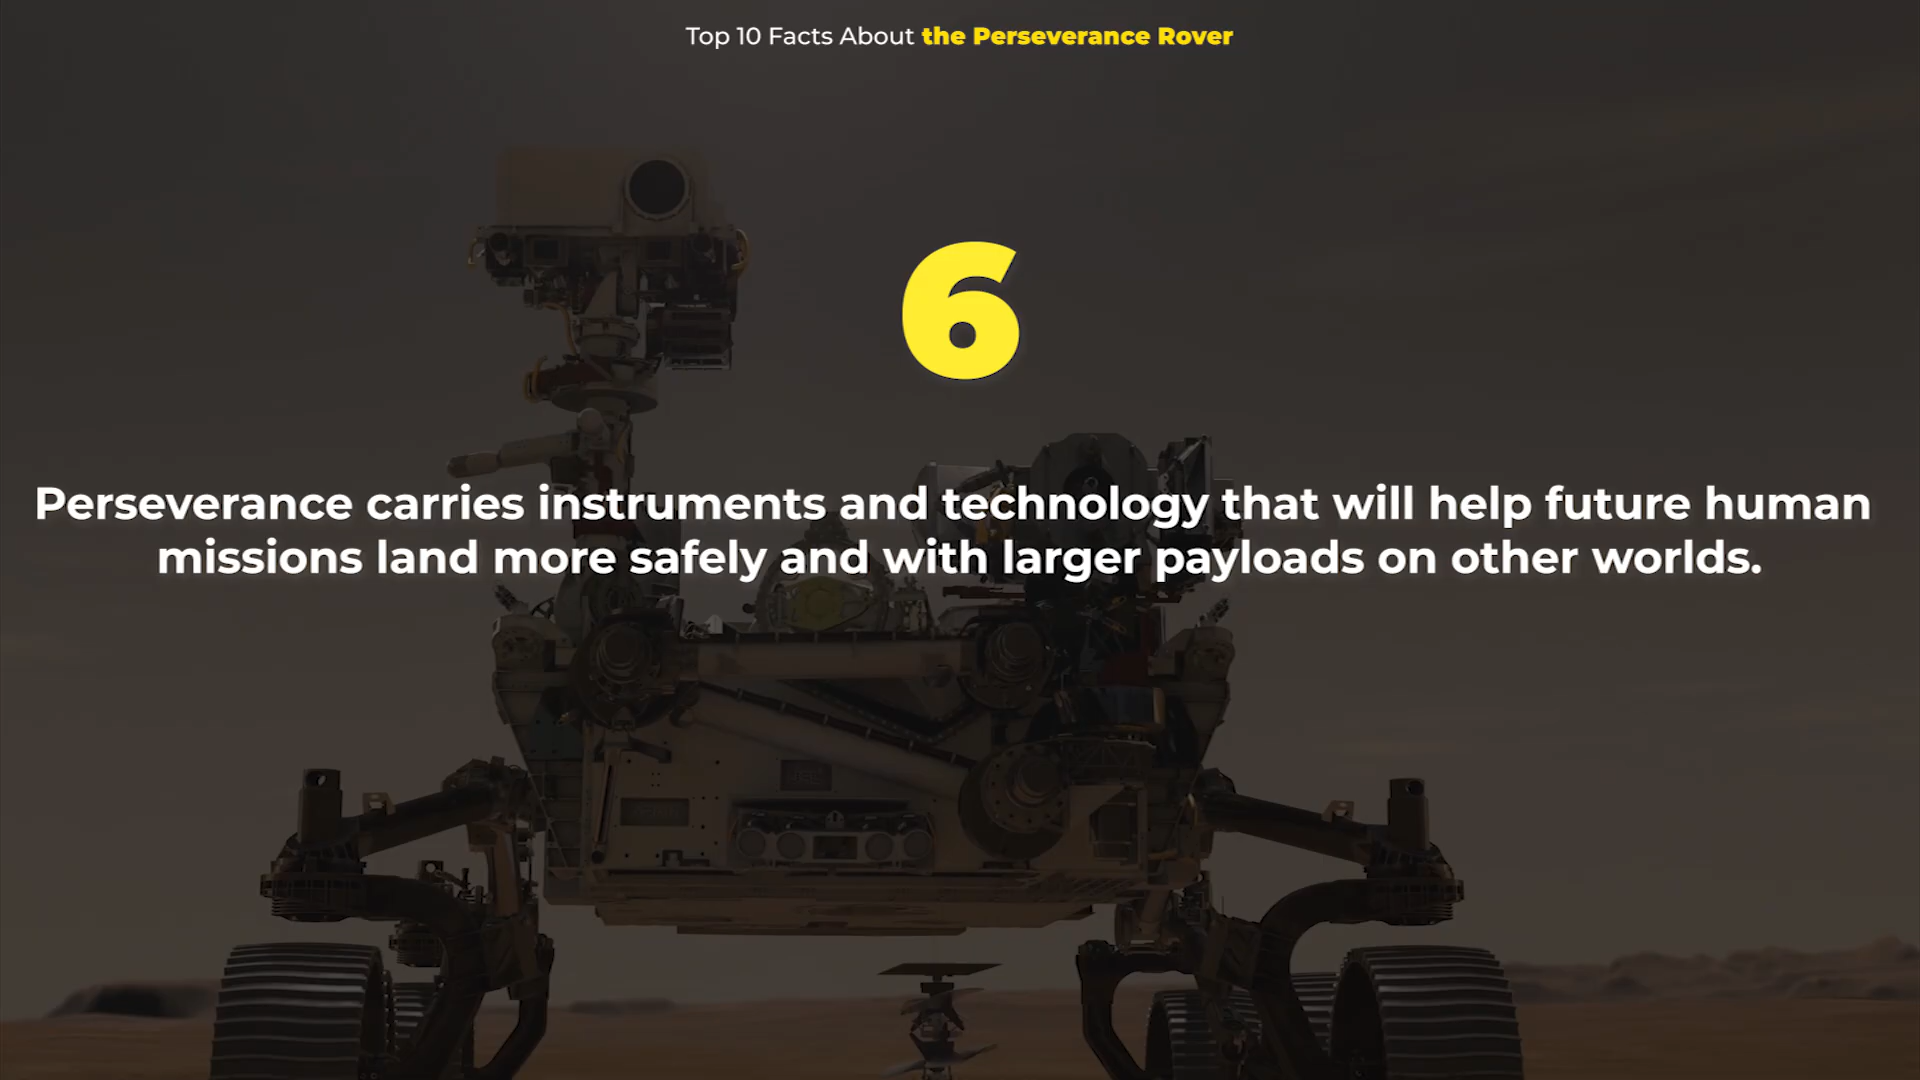 Top 10 Facts About the Perseverance Rover
6
Perseverance carries instruments and technology that will help future human
missions land more safely and with larger payloads on other worlds.